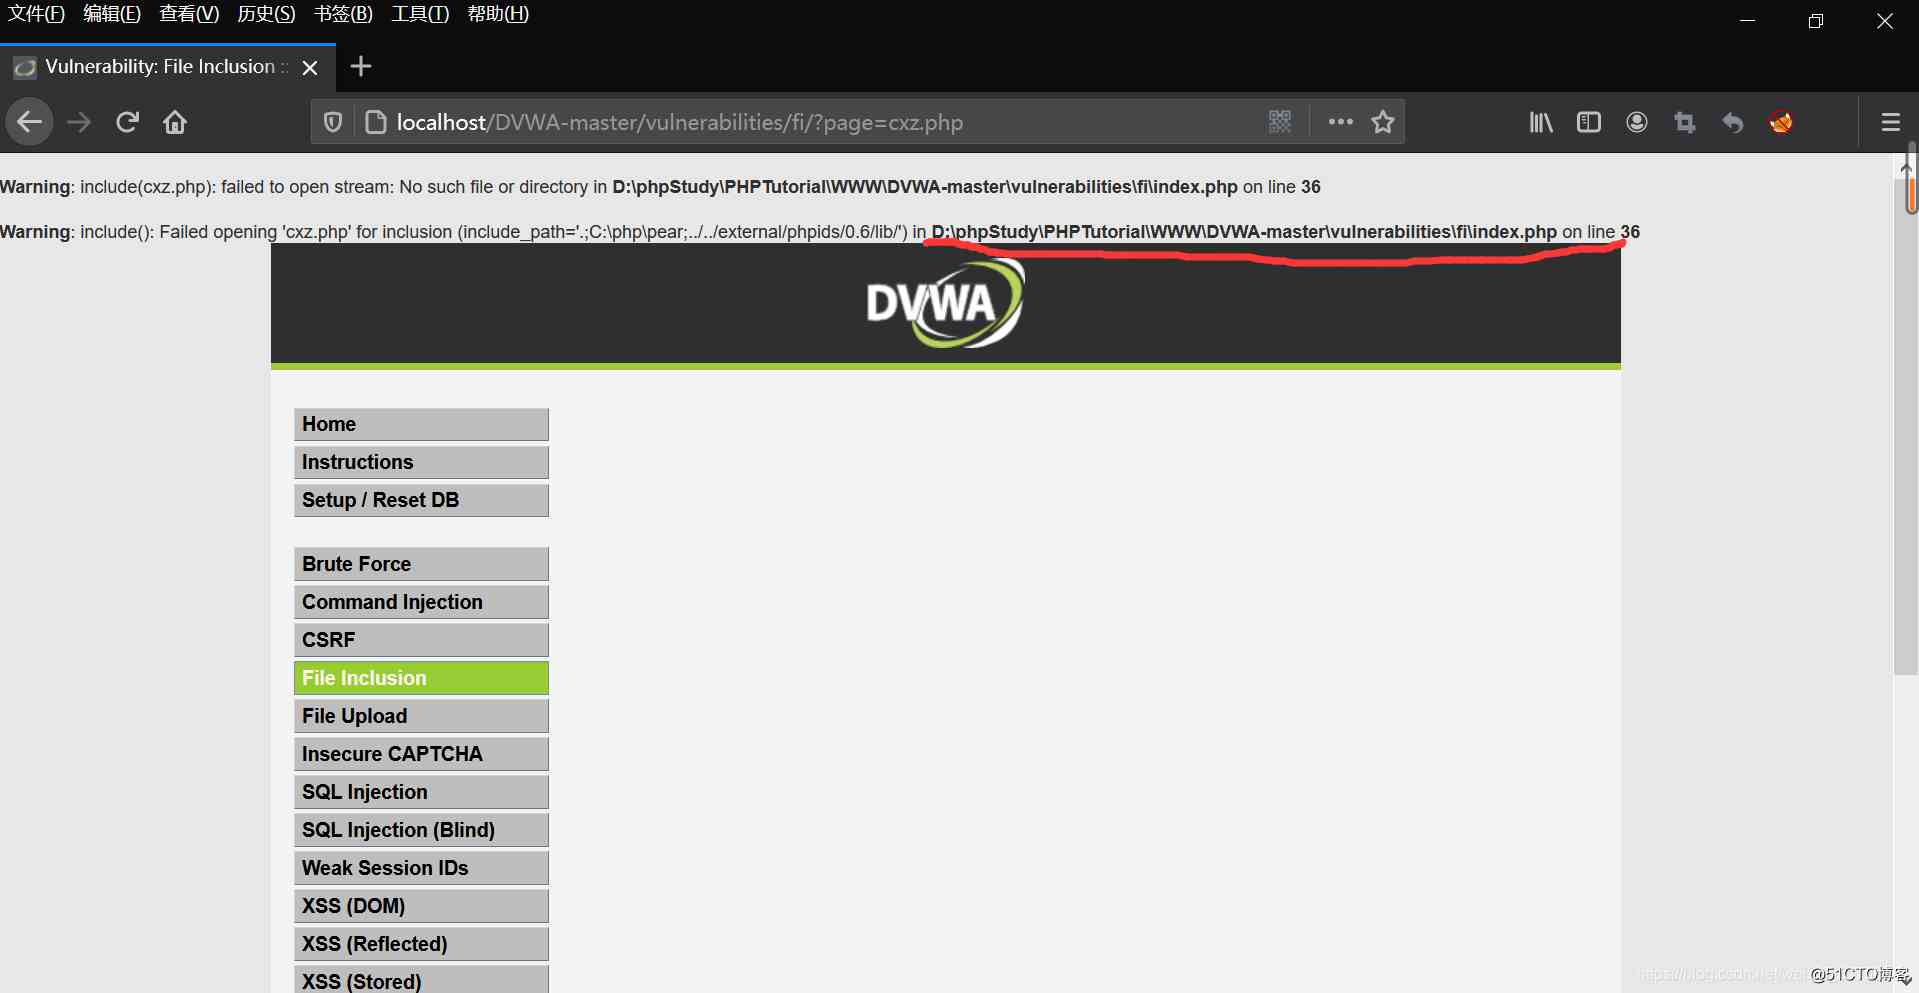 文件(F) 编辑(E) 查看(V) 历史(S) 书签(B) 工具(T) 帮助(H)
Vulnerability: File Inclusion ::
localhost/DVWA-master/vulnerabilities/fi/?page=cxz.php
Warning: include(cxz.php): failed to open stream: No such file or directory in D:\phpStudy\PHPTutorial\WWW\DVWA-master\vulnerabilities\fi\index.php on line 36
Warning: include(): Failed opening 'cxz.php' for inclusion (include_path='.;C:\php\pear;../../external/phpids/0.6/lib/') in D:\phpStudy\PHPTutorial\WWW\DVWA-master\vulnerabilities\fi\index.php on line 36
DVWA
Home
Instructions
Setup / Reset DB
Brute Force
Command Injection
CSRF
File Inclusion
File Upload
Insecure CAPTCHA
SQL Injection
SQL Injection (Blind)
Weak Session IDs
XSS (DOM)
XSS (Reflected)
XSS (Stored)
@51CTO博客